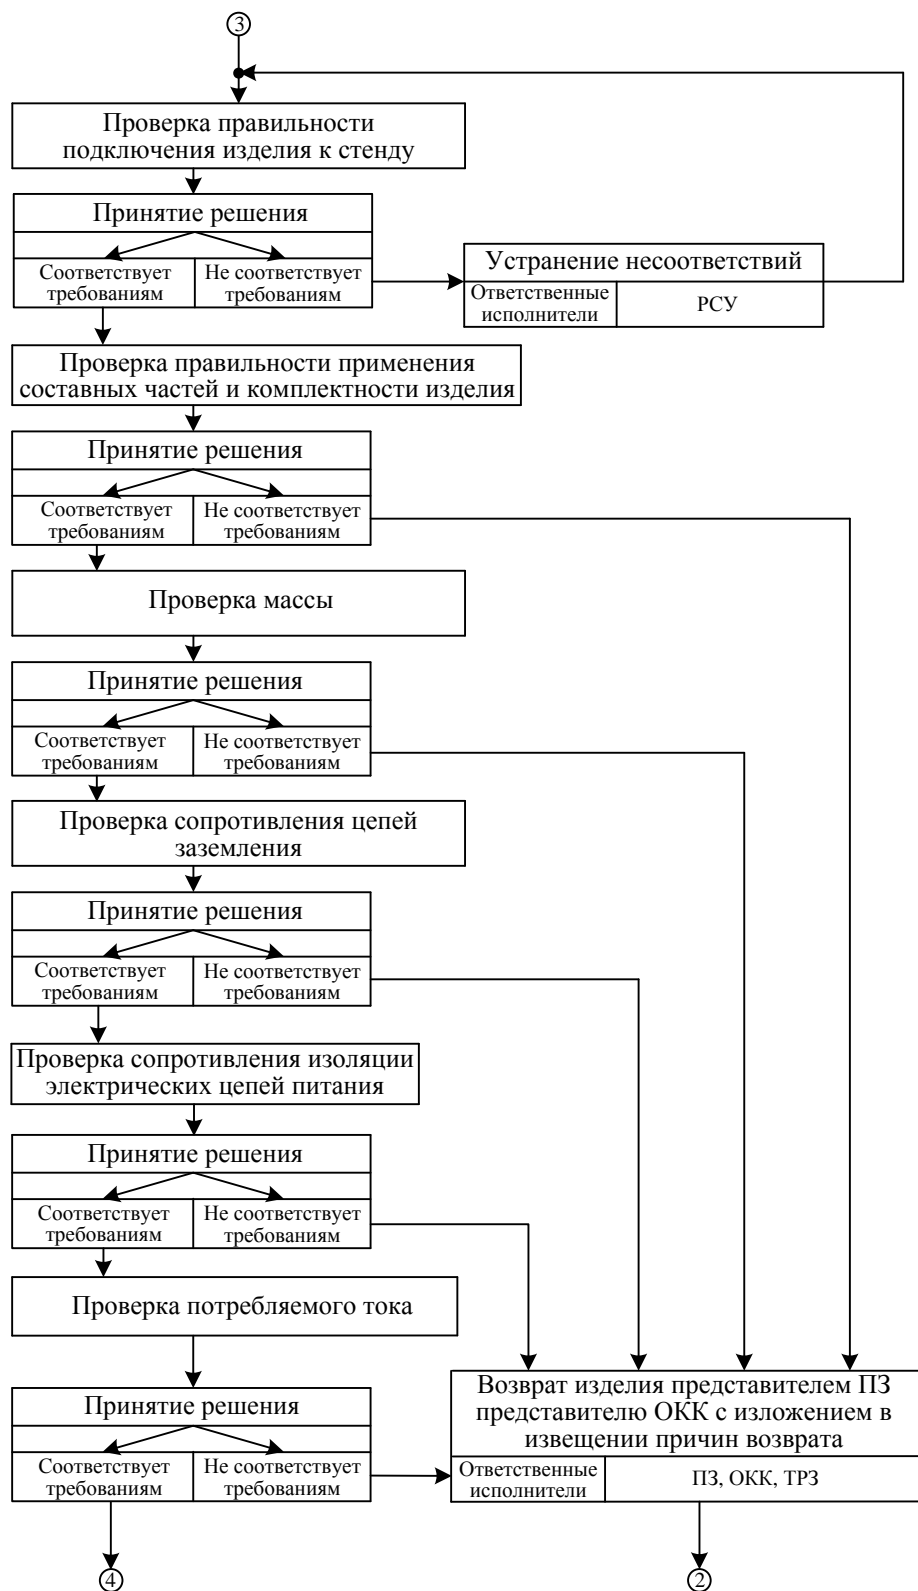 3
Проверка правильности
подключения изделия к стенду
Принятие решения
Соответствует
требованиям
Не соответствует
требованиям
Устранение несоответствий
Ответственные
исполнители
РСУ
Проверка правильности применения
составных частей и комплектности изделия
Принятие решения
Соответствует
требованиям
Не соответствует
требованиям
Проверка массы
Принятие решения
Соответствует
требованиям
Не соответствует
требованиям
Проверка сопротивления цепей
заземления
Принятие решения
Соответствует
требованиям
Не соответствует
требованиям
Проверка сопротивления изоляции
электрических цепей питания
Принятие решения
Соответствует
требованиям
Не соответствует
требованиям
Проверка потребляемого тока
Принятие решения
Соответствует
требованиям
Не соответствует
требованиям
Возврат изделия представителем ПЗ
представителю ОКК с изложением в
извещении причин возврата
Ответственные
исполнители
ПЗ, ОКК, ТРЗ
4
2